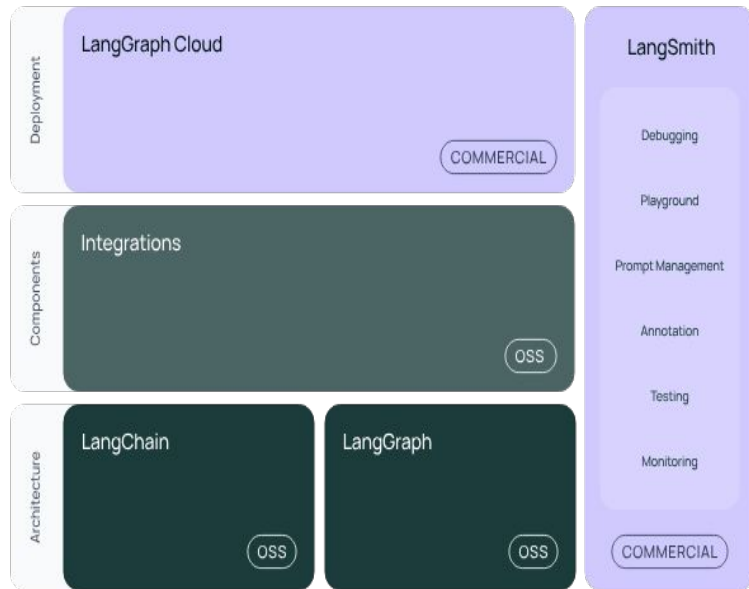 Deployment
LangGraph Cloud
COMMERCIAL
Components
Integrations
OSS
Architecture
LangChain
OSS
LangGraph
OSS
LangSmith
Debugging
Playground
Prompt Management
Annotation
Testing
Monitoring
COMMERCIAL